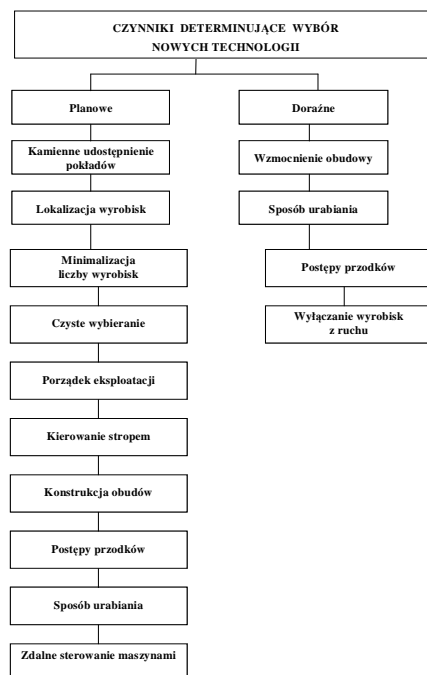 CZYNNIKI DETERMINUJĄCE WYBÓR
NOWYCH TECHNOLOGII
Planowe
Kamienne udostępnienie
pokładów
Lokalizacja wyrobisk
Minimalizacja
liczby wyrobisk
Czyste wybieranie
Porządek eksploatacji
Kierowanie stropem
Konstrukcja obudów
Postępy przodków
Sposób urabiania
Zdalne sterowanie maszynami
Doraźne
Wzmocnienie obudowy
Sposób urabiania
Postępy przodków
Wyłączanie wyrobisk
z ruchu